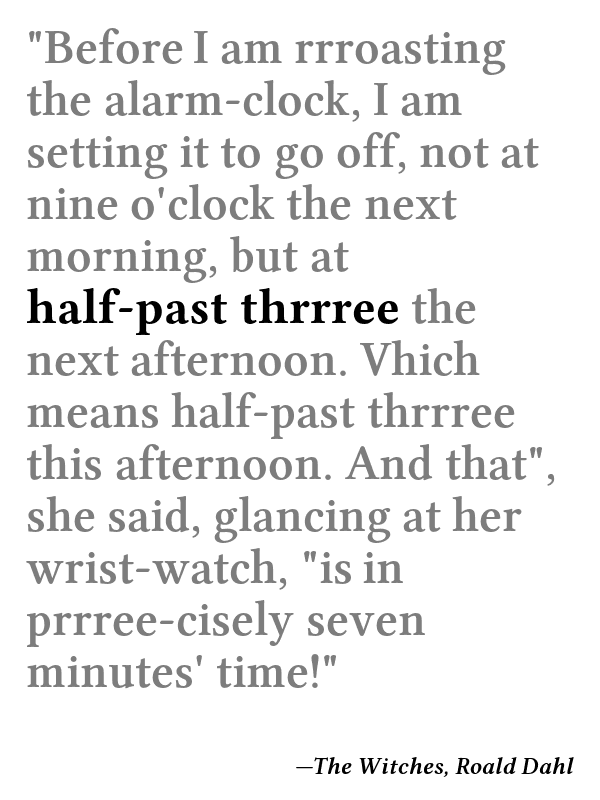 "Before I am rrroasting
the alarm-clock, I am
setting it to go off, not at
nine o'clock the next
morning, but at
half-past thrrree the
next afternoon. Vhich
means half-past thrrree
this afternoon. And that",
she said, glancing at her
wrist-watch, "is in
prrree-cisely seven
minutes' time!"
—The Witches, Roald Dahl